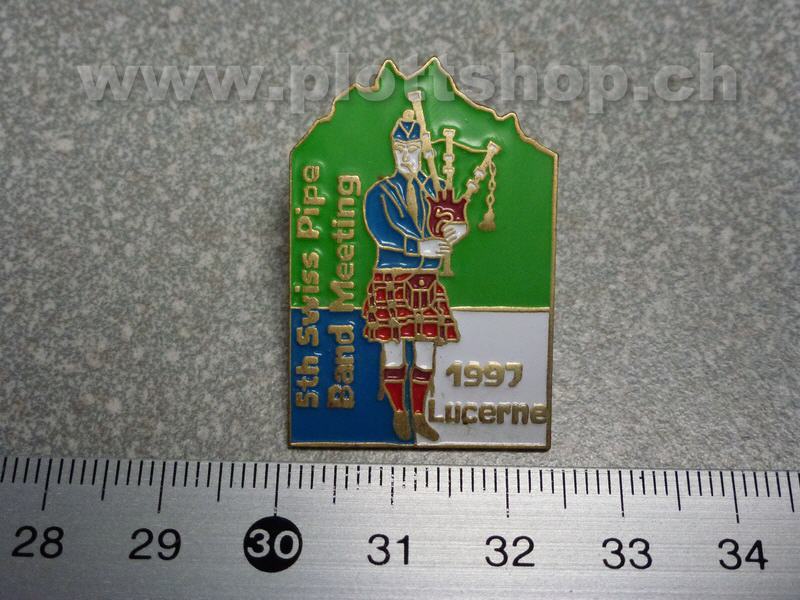 www.plottshop.ch
5th Swiss Pipe
Band Meeting
1997
Lucerne
28 29 30 31 32 33 34